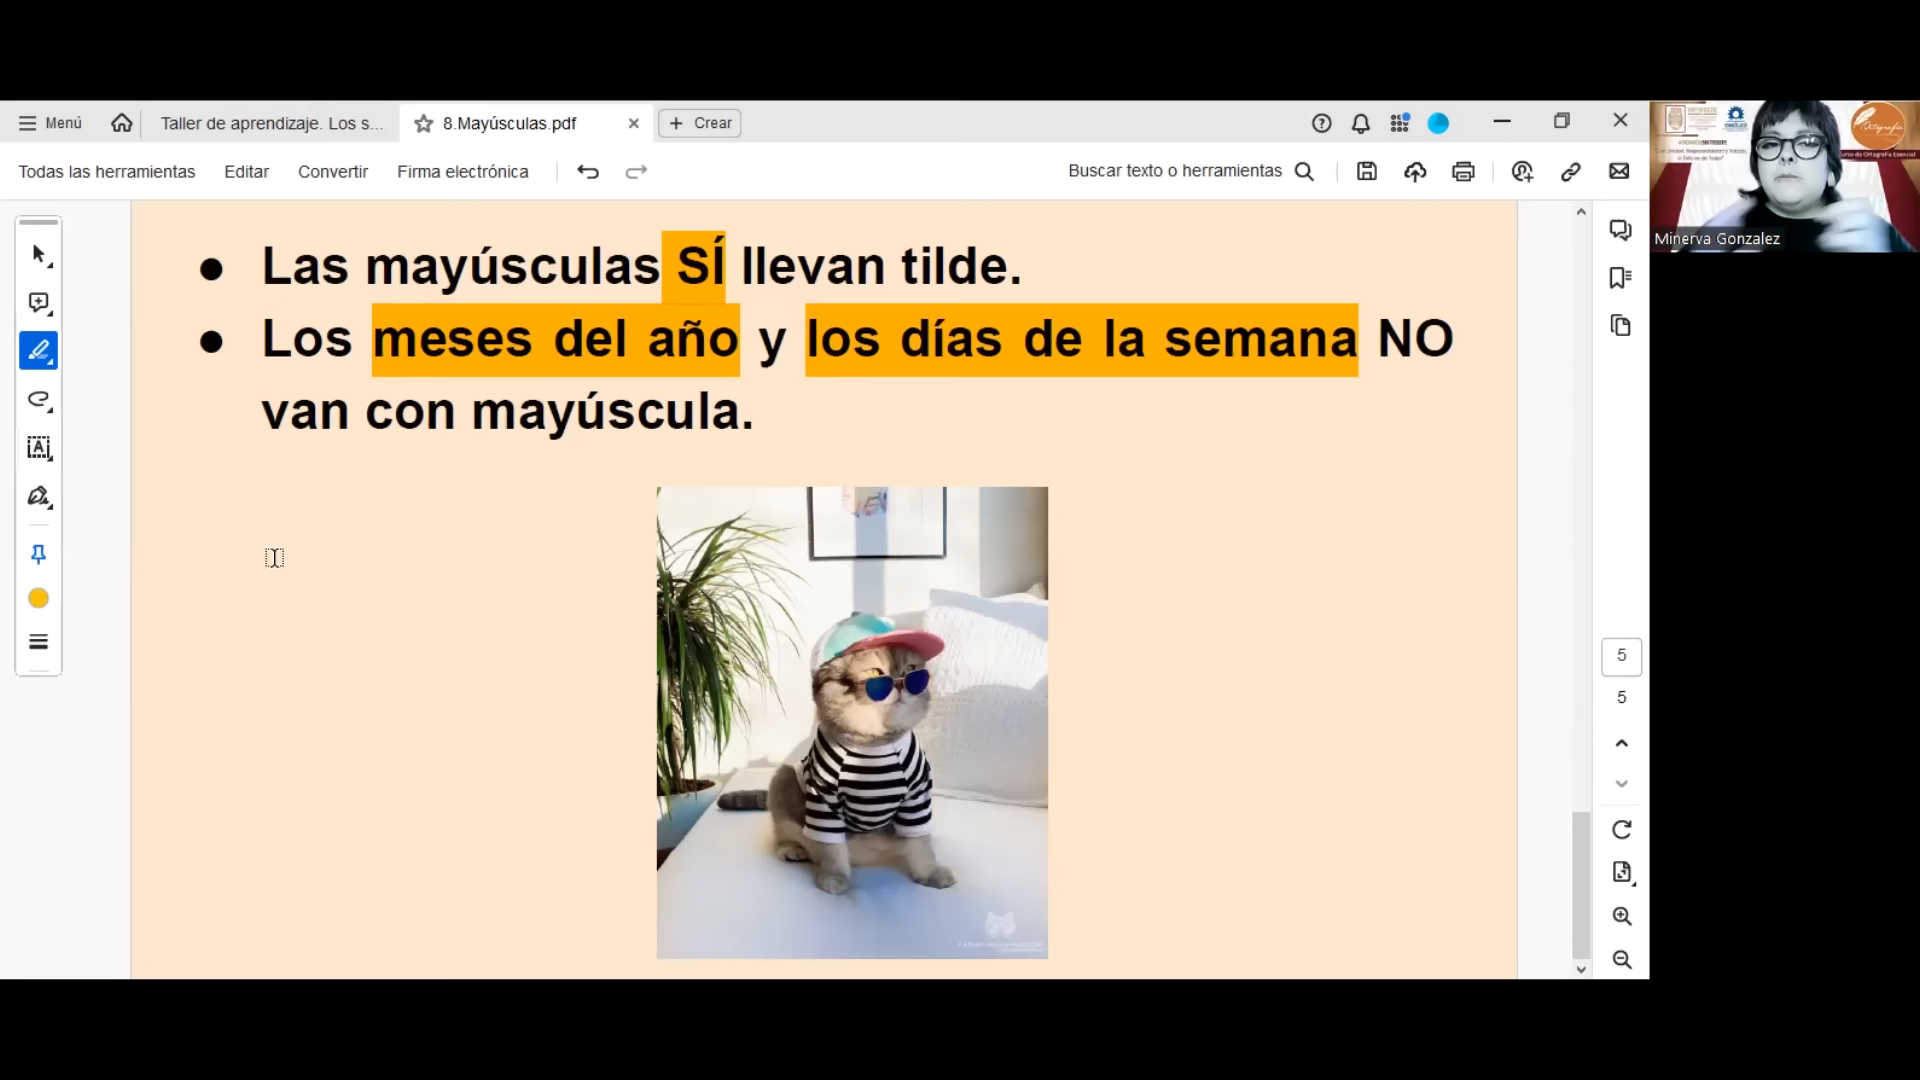 Menú
Taller de aprendizaje. Los s...
8.Mayúsculas.pdf
Crear
Todas las herramientas
Editar
Convertir
Firma electrónica
Buscar texto o herramientas
Las mayúsculas SÍ llevan tilde.
Los meses del año y los días de la semana NO
van con mayúscula.
5
5
Minerva Gonzalez